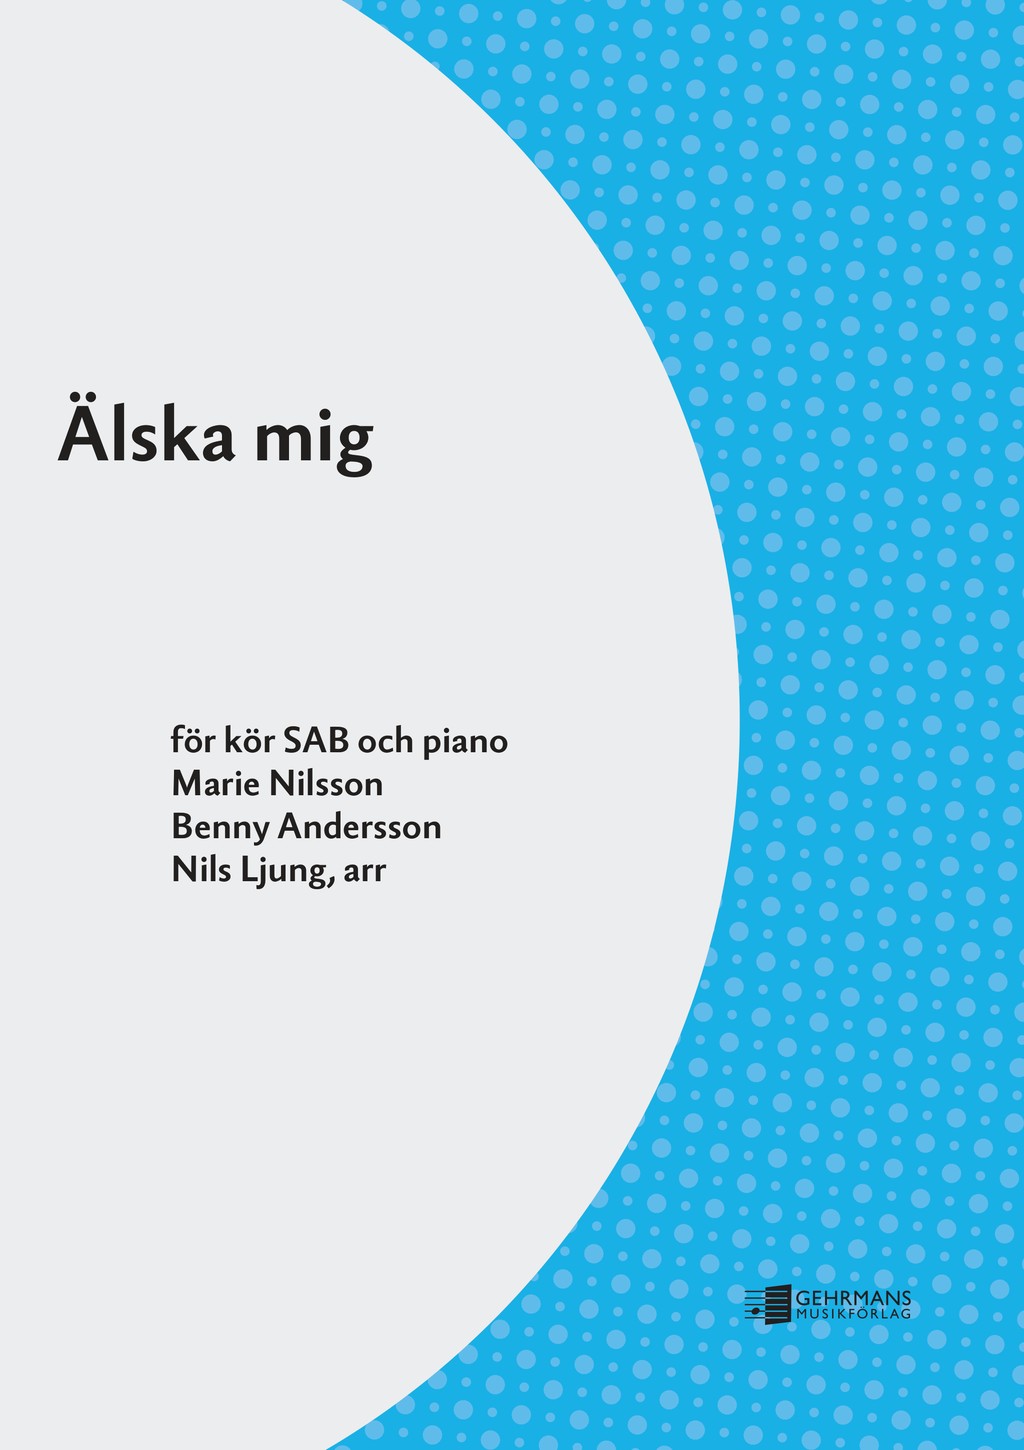 Älska mig
för kör SAB och piano
Marie Nilsson
Benny Andersson
Nils Ljung, arr
GEHRMANS
MUSIKFÖRLAG